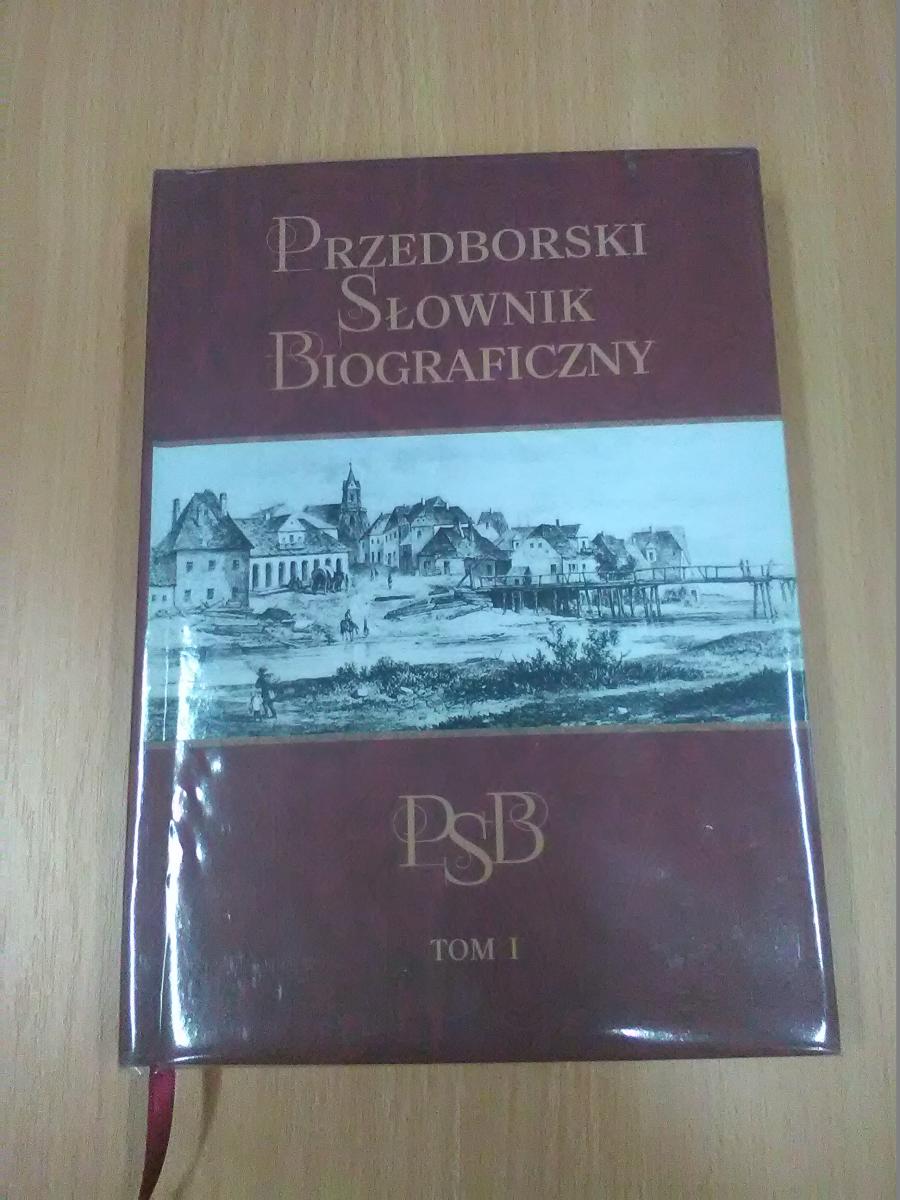 PRZEDBORSKI
SŁOWNIK
BIOGRAFICZNY
PSB
TOM I